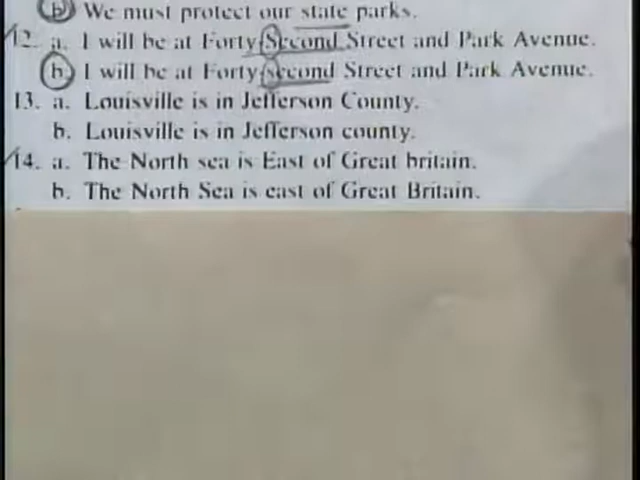 b. We must protect our state parks.
12. a. I will be at Forty Second Street and Park Avenue.
b. I will be at Forty second Street and Park Avenue.
13. a. Louisville is in Jefferson County.
b. Louisville is in Jefferson county.
14. a. The North sea is East of Great britain.
b. The North Sea is east of Great Britain.